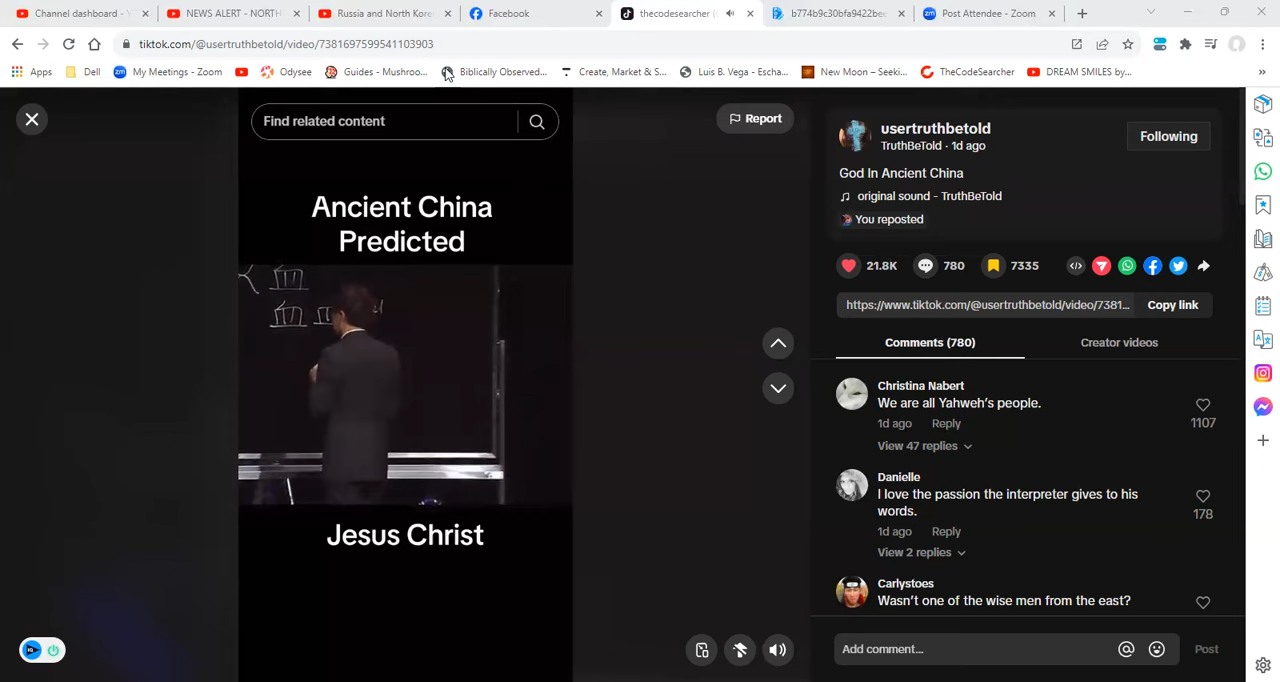 Channel dashboard - Y
NEWS ALERT - NORTH
Russia and North Kore
Facebook
thecodesearcher (
b774b9c30bfa9422bee
Post Attendee - Zoom
tiktok.com/@usertruthbetold/video/7381697599541103903
Apps
Dell
My Meetings - Zoom
Odysee
Guides - Mushroo...
Biblically Observed...
Create, Market & S...
Luis B. Vega - Escha...
New Moon – Seeki...
TheCodeSearcher
DREAM SMILES by...
»
Find related content
Report
Ancient China
Predicted
血
血
Jesus Christ
usertruthbetold
TruthBeTold · 1d ago
Following
God In Ancient China
original sound - TruthBeTold
You reposted
21.8K
780
7335
https://www.tiktok.com/@usertruthbetold/video/7381...
Copy link
Comments (780)
Creator videos
Christina Nabert
We are all Yahweh's people.
1107
1d ago
Reply
View 47 replies
Danielle
I love the passion the interpreter gives to his
words.
178
1d ago
Reply
View 2 replies
Carlystoes
Wasn't one of the wise men from the east?
Add comment...
Post